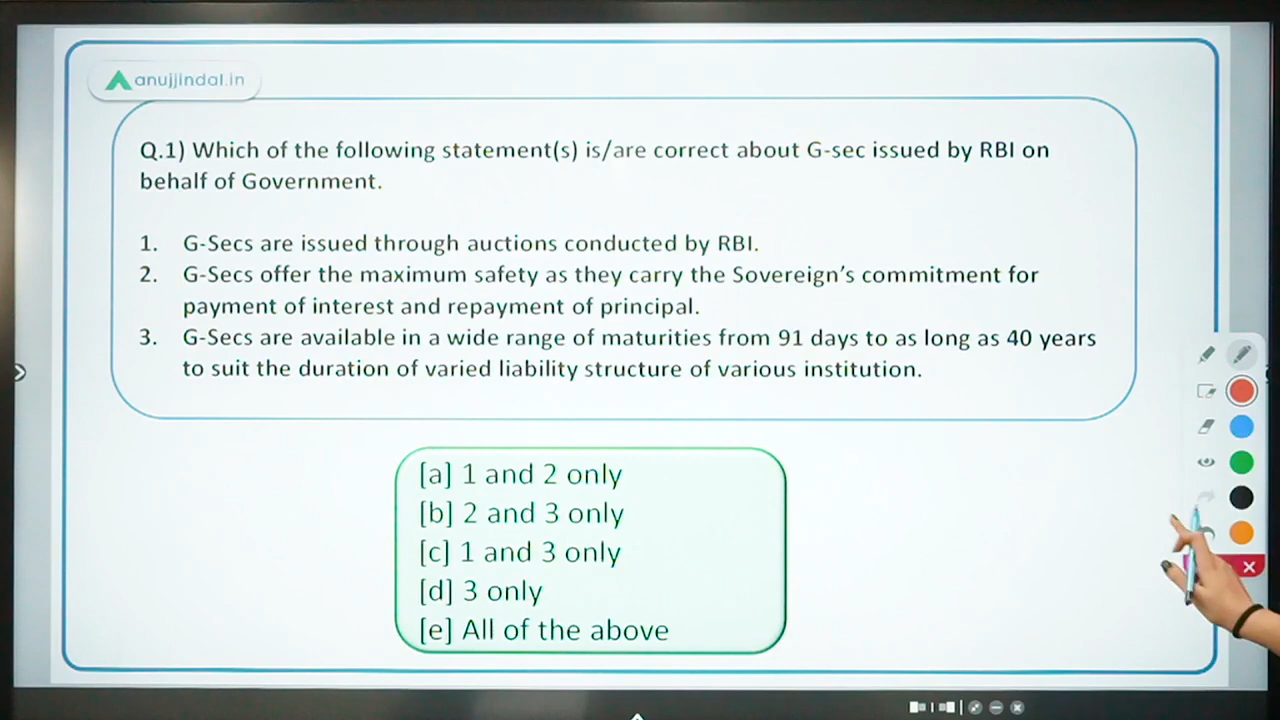 anujjindal.in
Q.1) Which of the following statement(s) is/are correct about G-sec issued by RBI on
behalf of Government.
1. G-Secs are issued through auctions conducted by RBI.
2. G-Secs offer the maximum safety as they carry the Sovereign's commitment for
payment of interest and repayment of principal.
3. G-Secs are available in a wide range of maturities from 91 days to as long as 40 years
to suit the duration of varied liability structure of various institution.
[a] 1 and 2 only
[b] 2 and 3 only
[c] 1 and 3 only
[d] 3 only
[e] All of the above